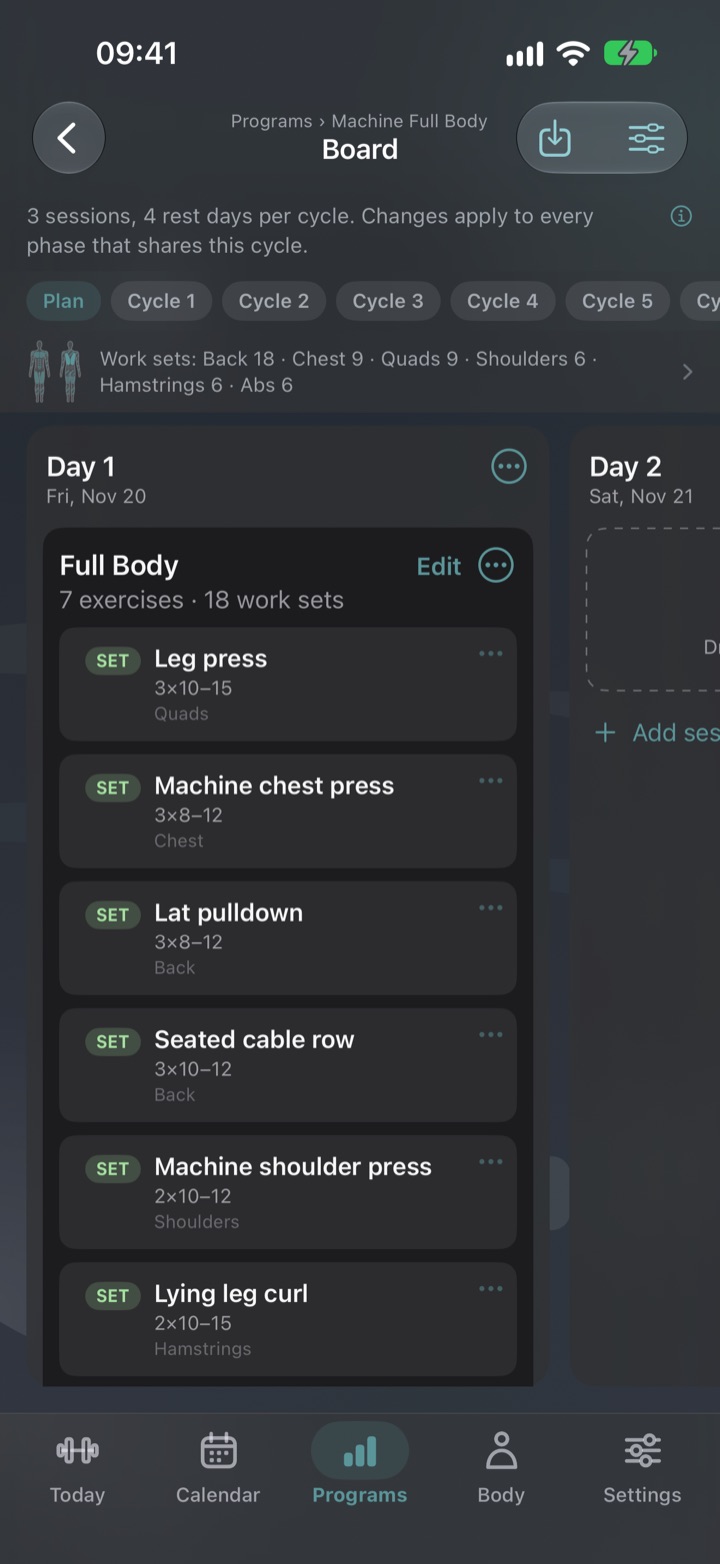 09:41
Programs › Machine Full Body
Board
3 sessions, 4 rest days per cycle. Changes apply to every
phase that shares this cycle.
Plan
Cycle 1
Cycle 2
Cycle 3
Cycle 4
Cycle 5
Work sets: Back 18 · Chest 9 · Quads 9 · Shoulders 6 ·
Hamstrings 6 · Abs 6
Day 1
Fri, Nov 20
Full Body
Edit
7 exercises · 18 work sets
SET
Leg press
3×10–15
Quads
SET
Machine chest press
3×8–12
Chest
SET
Lat pulldown
3×8–12
Back
SET
Seated cable row
3×10–12
Back
SET
Machine shoulder press
2×10–12
Shoulders
SET
Lying leg curl
2×10–15
Hamstrings
Day 2
Sat, Nov 21
+ Add
Today
Calendar
Programs
Body
Settings